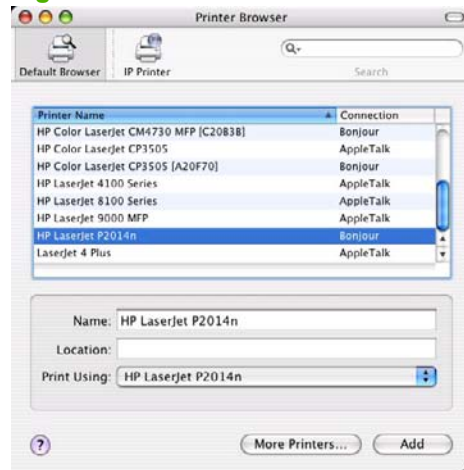 Printer Browser
Default Browser IP Printer Search
Printer Name Connection
HP Color LaserJet CM4730 MFP [C20B3B] Bonjour
HP Color LaserJet CP3505 AppleTalk
HP Color LaserJet CP3505 [A20F70] Bonjour
HP LaserJet 4100 Series AppleTalk
HP LaserJet 8100 Series AppleTalk
HP LaserJet 9000 MFP AppleTalk
HP LaserJet P2014n Bonjour
LaserJet 4 Plus AppleTalk
Name: HP LaserJet P2014n
Location:
Print Using: HP LaserJet P2014n
? More Printers... Add